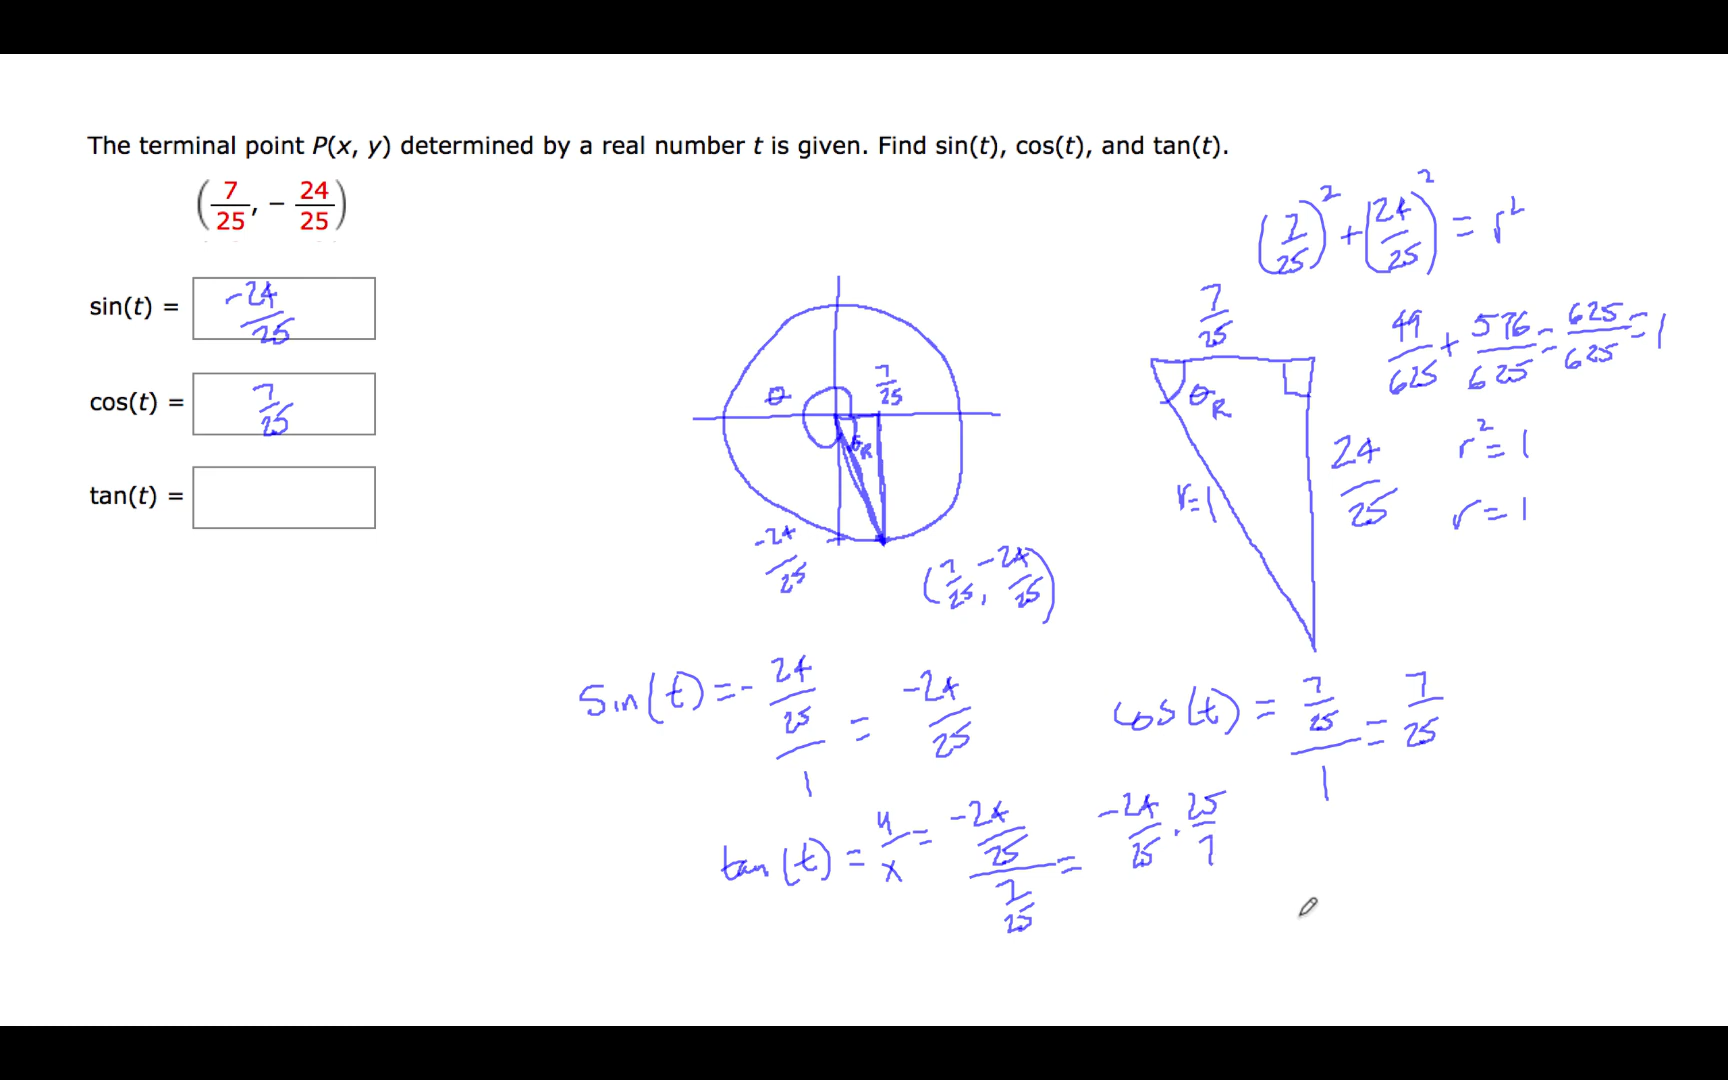 The terminal point P(x, y) determined by a real number t is given. Find sin(t), cos(t), and tan(t).
(7/25, - 24/25)
sin(t) = -24/25
cos(t) = 7/25
tan(t) =
(7/25)² + (24/25)² = r²
49/625 + 576/625 = 625/625 = 1
r² = 1
r = 1
7/25
θR
24/25
r=1
θ
7/25
θR
-24/25
(7/25, -24/25)
sin(t) = - 24/25/1 = -24/25
cos(t) = 7/25/1 = 7/25
tan(t) = y/x = -24/25/7/25 = -24/25 · 25/7